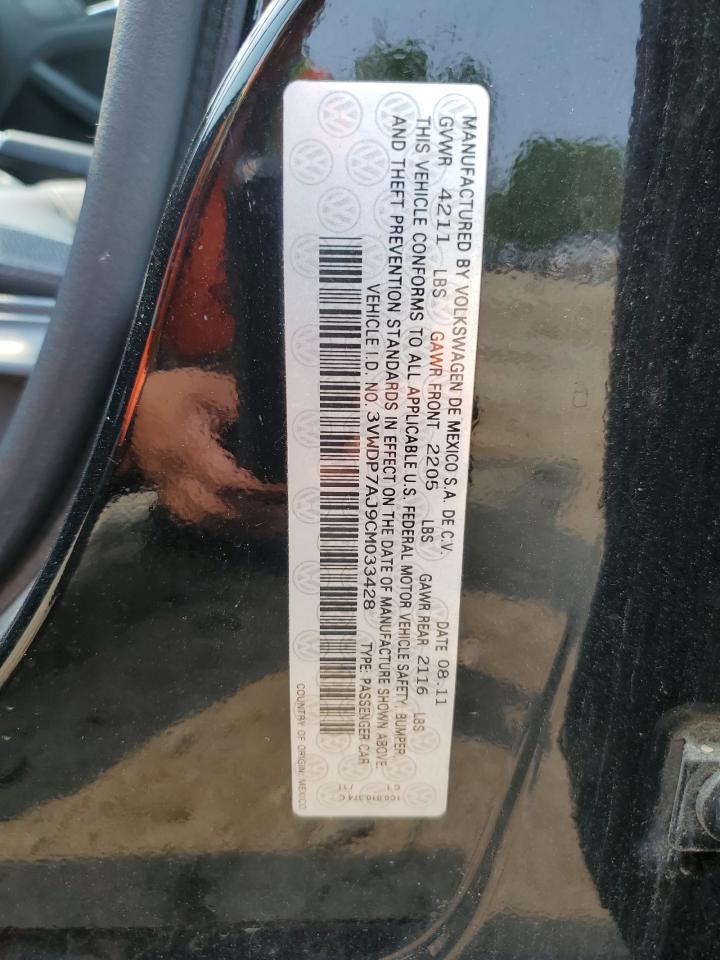 MANUFACTURED BY VOLKSWAGEN DE MEXICO S.A. DE C.V. DATE 08.11
GVWR 4211 LBS GAWR FRONT 2205 LBS GAWR REAR 2116 LBS
THIS VEHICLE CONFORMS TO ALL APPLICABLE U.S. FEDERAL MOTOR VEHICLE SAFETY, BUMPER,
AND THEFT PREVENTION STANDARDS IN EFFECT ON THE DATE OF MANUFACTURE SHOWN ABOVE.
VEHICLE I.D. NO. 3VWDP7AJ9CM033428 TYPE: PASSENGER CAR
COUNTRY OF ORIGIN: MEXICO